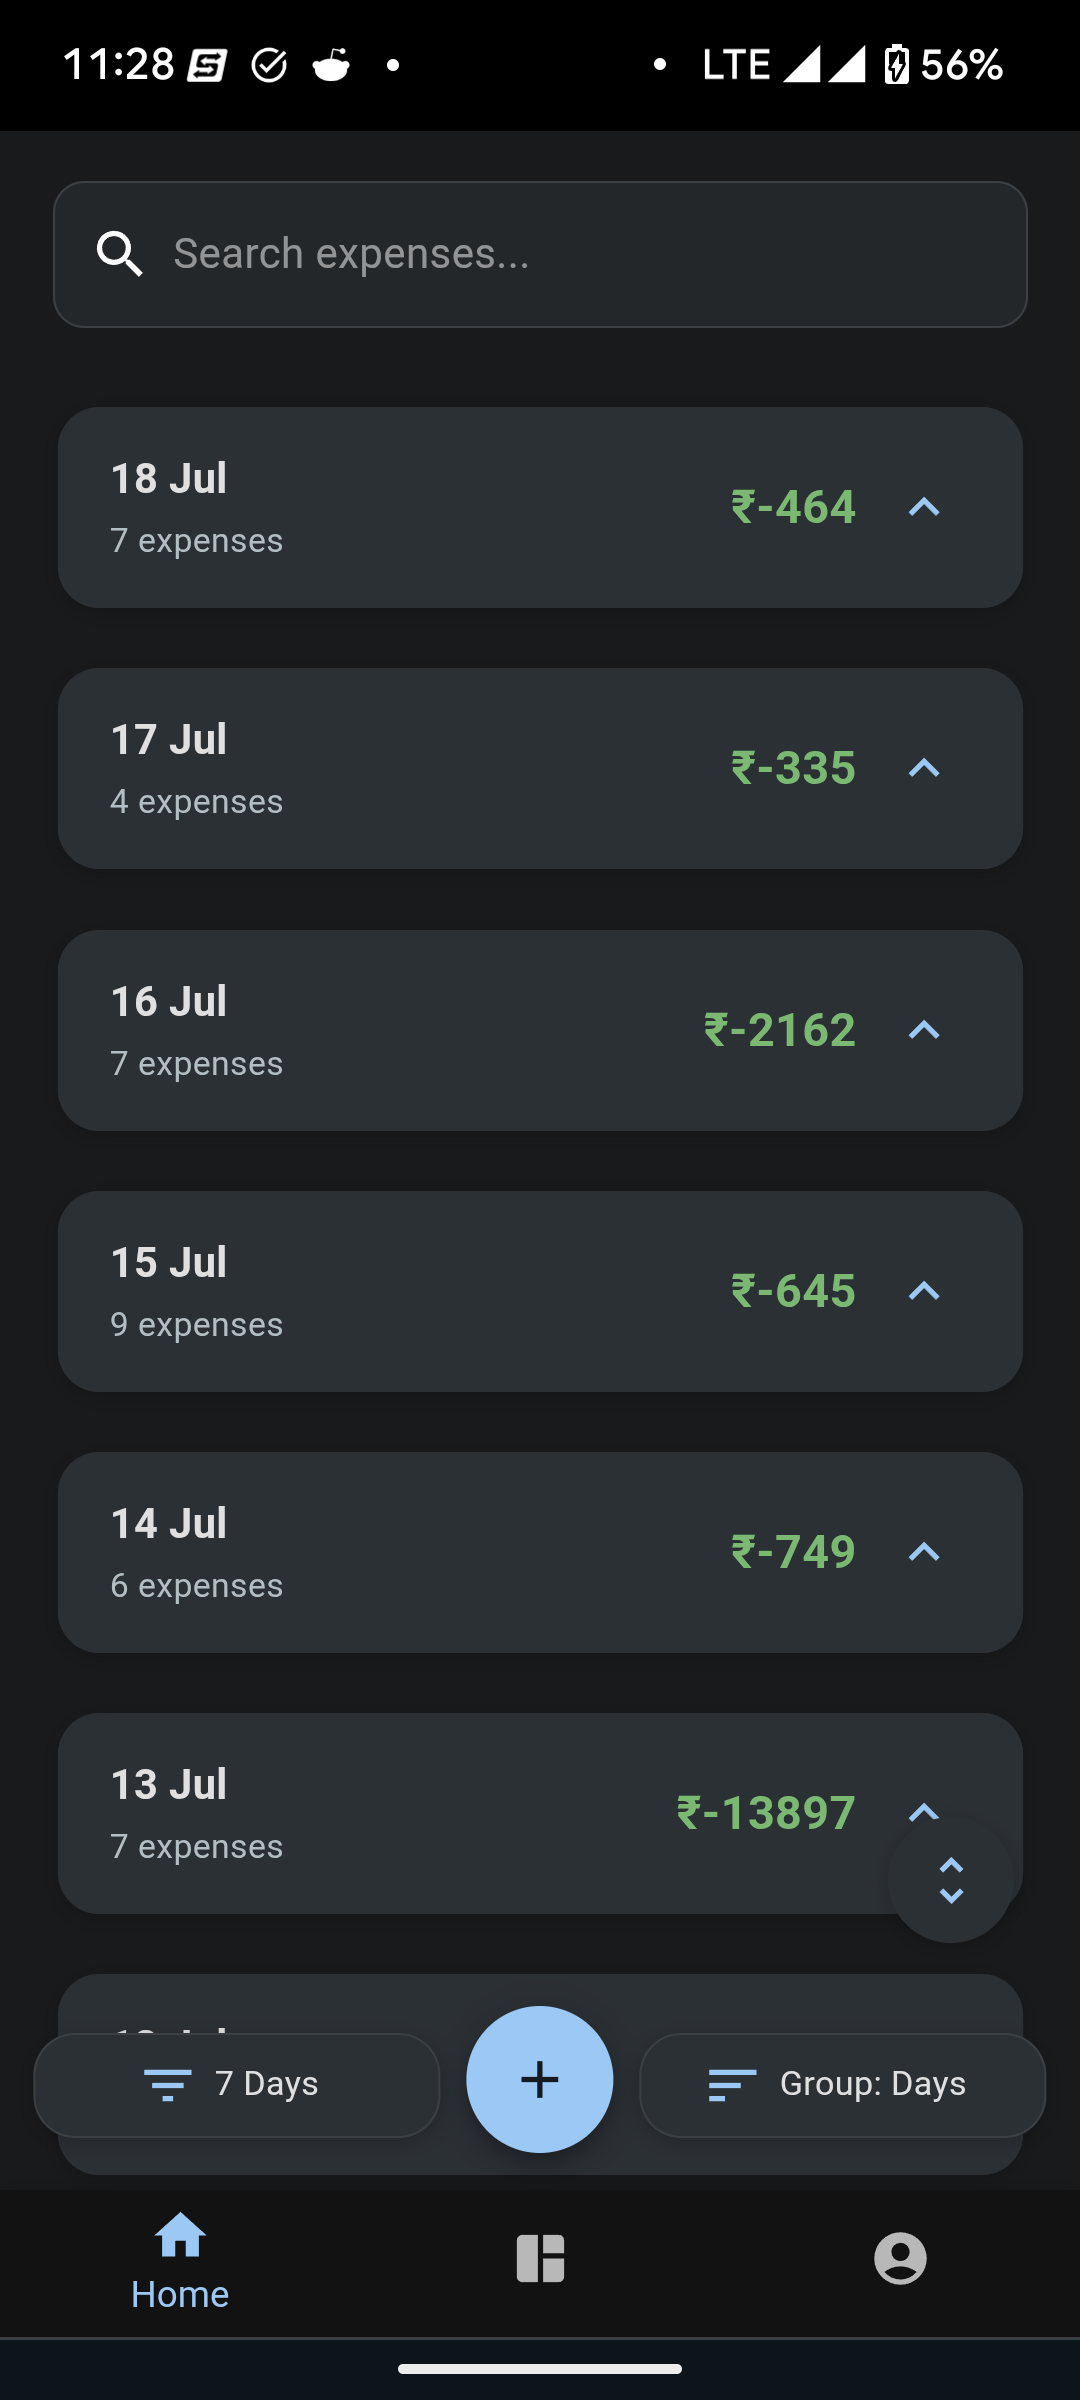 11:28 LTE 56%
Search expenses...
18 Jul
₹-464
7 expenses
17 Jul
₹-335
4 expenses
16 Jul
₹-2162
7 expenses
15 Jul
₹-645
9 expenses
14 Jul
₹-749
6 expenses
13 Jul
₹-13897
7 expenses
7 Days
+
Group: Days
Home